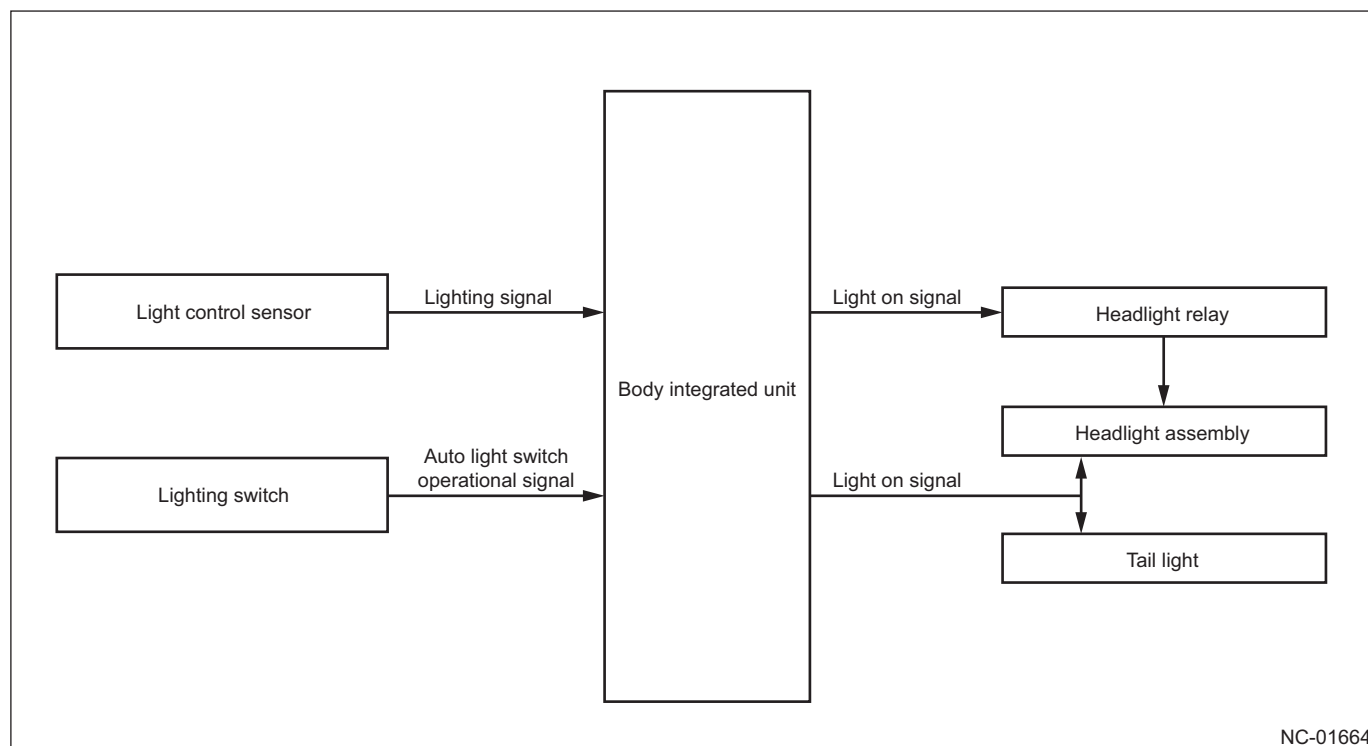 Lighting signal
Light on signal
Light control sensor
Headlight relay
Body integrated unit
Headlight assembly
Auto light switch
operational signal
Light on signal
Lighting switch
Tail light
NC-01664